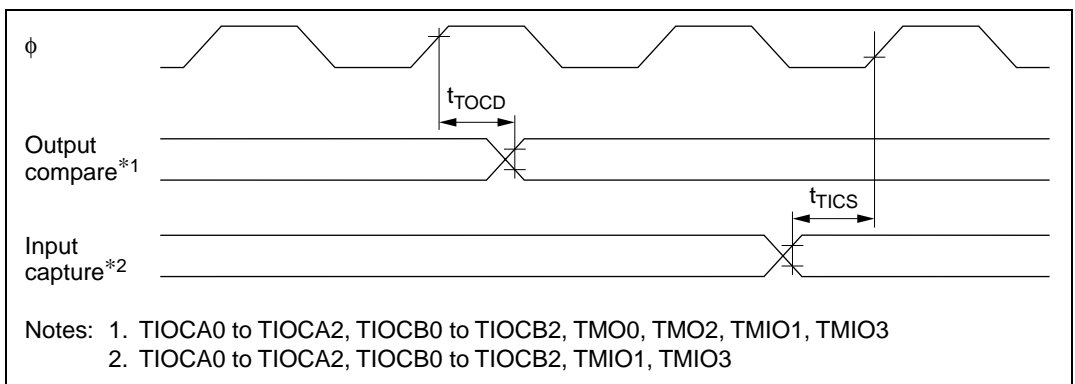 ϕ
tTOCD
Output
compare*1
tTICS
Input
capture*2
Notes: 1. TIOCA0 to TIOCA2, TIOCB0 to TIOCB2, TMO0, TMO2, TMIO1, TMIO3
2. TIOCA0 to TIOCA2, TIOCB0 to TIOCB2, TMIO1, TMIO3